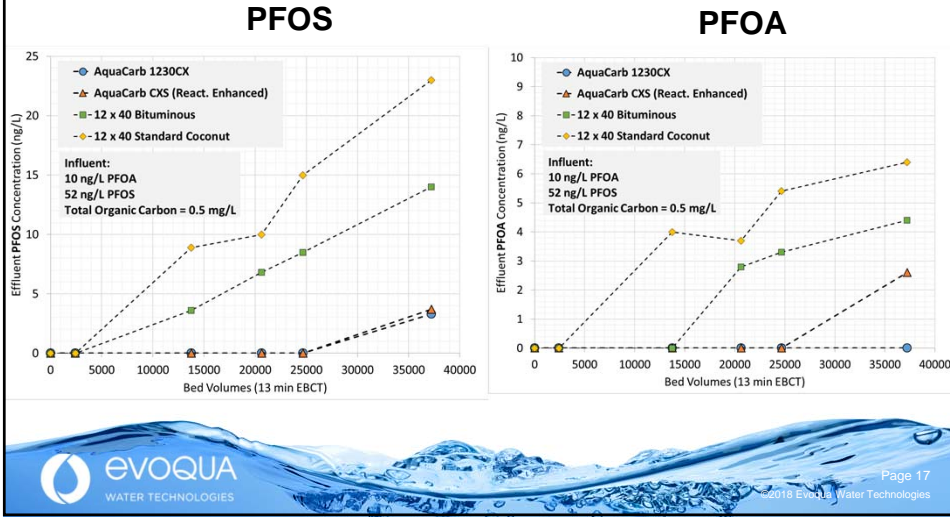 PFOS
PFOA
25
20
15
10
5
0
Effluent PFOS Concentration (ng/L)
AquaCarb 1230CX
AquaCarb CXS (React. Enhanced)
12 x 40 Bituminous
12 x 40 Standard Coconut
Influent:
10 ng/L PFOA
52 ng/L PFOS
Total Organic Carbon = 0.5 mg/L
0 5000 10000 15000 20000 25000 30000 35000 40000
Bed Volumes (13 min EBCT)
10
9
8
7
6
5
4
3
2
1
0
Effluent PFOA Concentration (ng/L)
AquaCarb 1230CX
AquaCarb CXS (React. Enhanced)
12 x 40 Bituminous
12 x 40 Standard Coconut
Influent:
10 ng/L PFOA
52 ng/L PFOS
Total Organic Carbon = 0.5 mg/L
0 5000 10000 15000 20000 25000 30000 35000 40000
Bed Volumes (13 min EBCT)
evoqua
WATER TECHNOLOGIES
Page 17
©2018 Evoqua Water Technologies